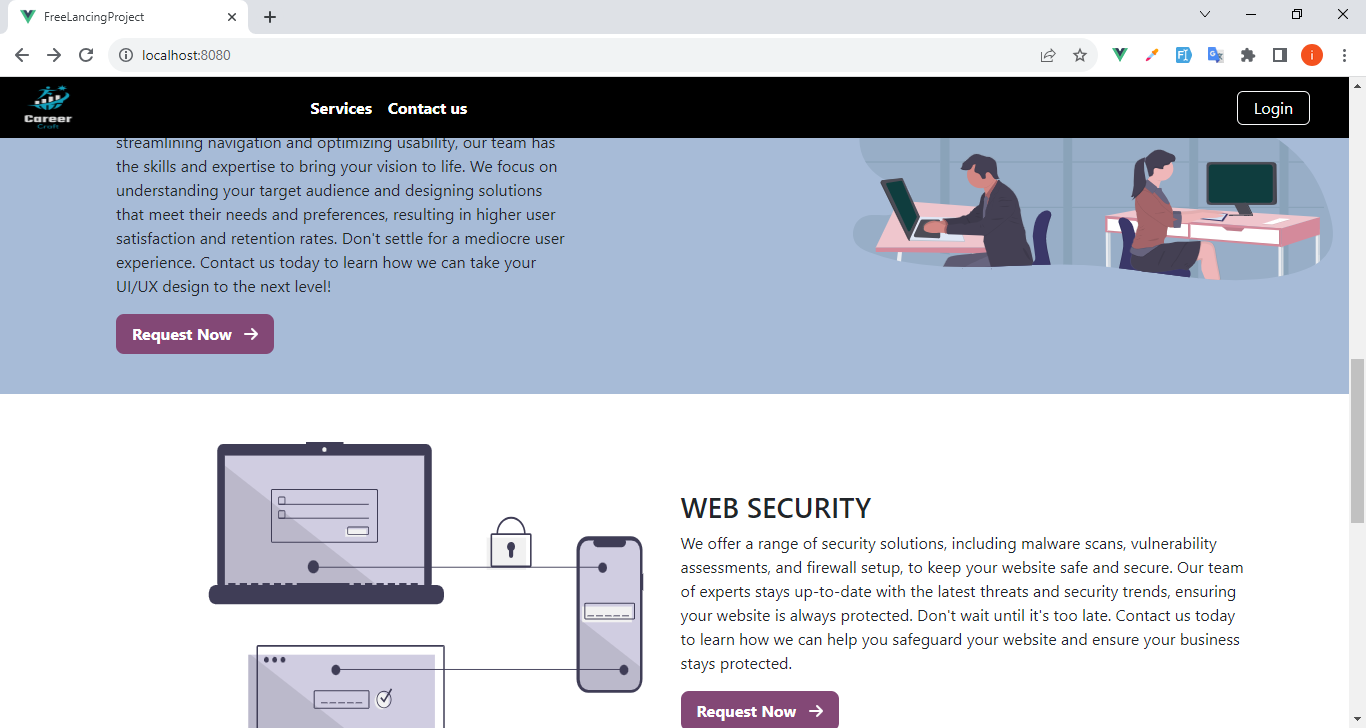 FreeLancingProject
localhost:8080
Career
Craft
Services Contact us
Login
streamlining navigation and optimizing usability, our team has
the skills and expertise to bring your vision to life. We focus on
understanding your target audience and designing solutions
that meet their needs and preferences, resulting in higher user
satisfaction and retention rates. Don't settle for a mediocre user
experience. Contact us today to learn how we can take your
UI/UX design to the next level!
Request Now
WEB SECURITY
We offer a range of security solutions, including malware scans, vulnerability
assessments, and firewall setup, to keep your website safe and secure. Our team
of experts stays up-to-date with the latest threats and security trends, ensuring
your website is always protected. Don't wait until it's too late. Contact us today
to learn how we can help you safeguard your website and ensure your business
stays protected.
Request Now